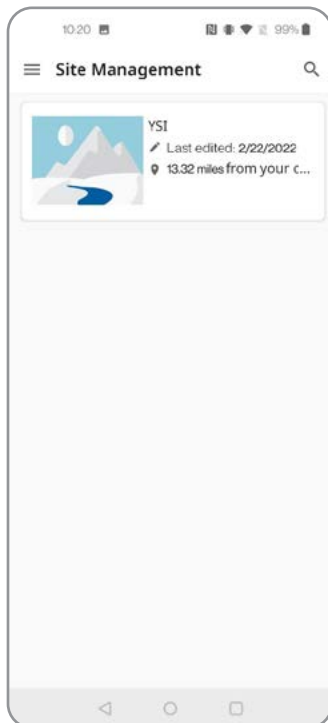 10:20
99%
Site Management
YSI
Last edited: 2/22/2022
13.32 miles from your c...